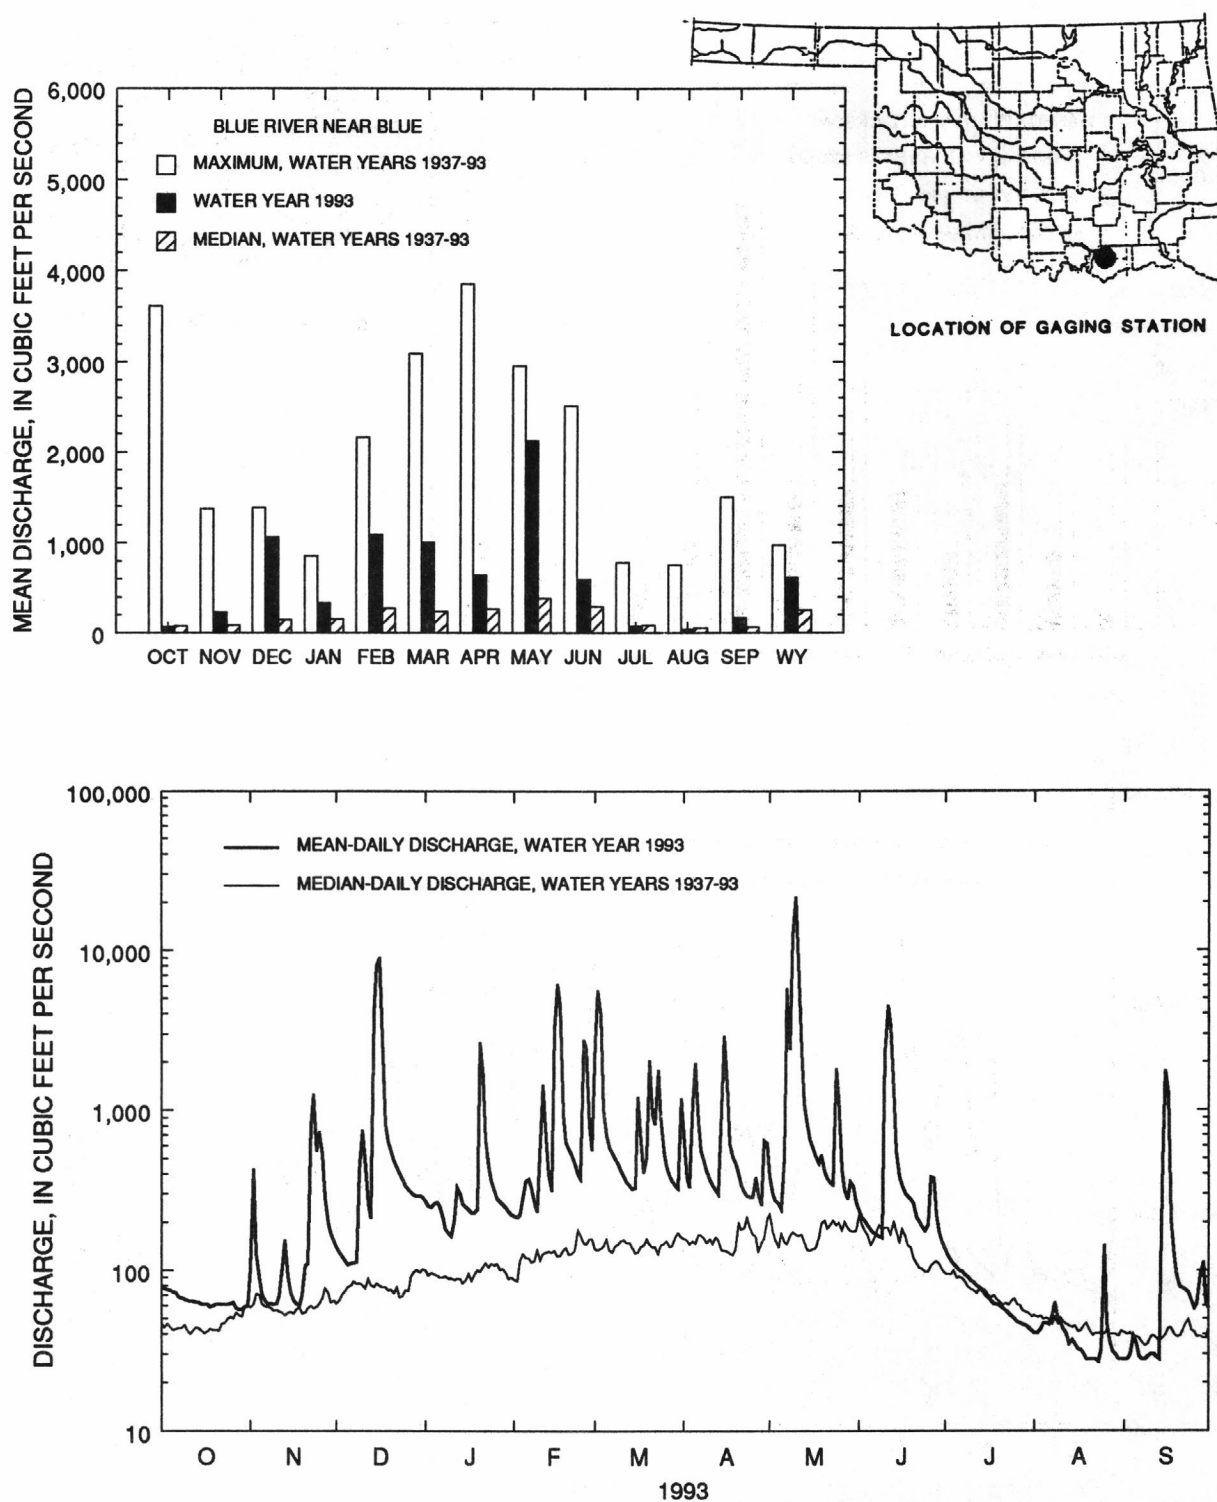 MEAN DISCHARGE, IN CUBIC FEET PER SECOND
6,000
5,000
4,000
3,000
2,000
1,000
0
BLUE RIVER NEAR BLUE
MAXIMUM, WATER YEARS 1937-93
WATER YEAR 1993
MEDIAN, WATER YEARS 1937-93
OCT NOV DEC JAN FEB MAR APR MAY JUN JUL AUG SEP WY
LOCATION OF GAGING STATION
DISCHARGE, IN CUBIC FEET PER SECOND
100,000
10,000
1,000
100
10
MEAN-DAILY DISCHARGE, WATER YEAR 1993
MEDIAN-DAILY DISCHARGE, WATER YEARS 1937-93
O N D J F M A M J J A S
1993